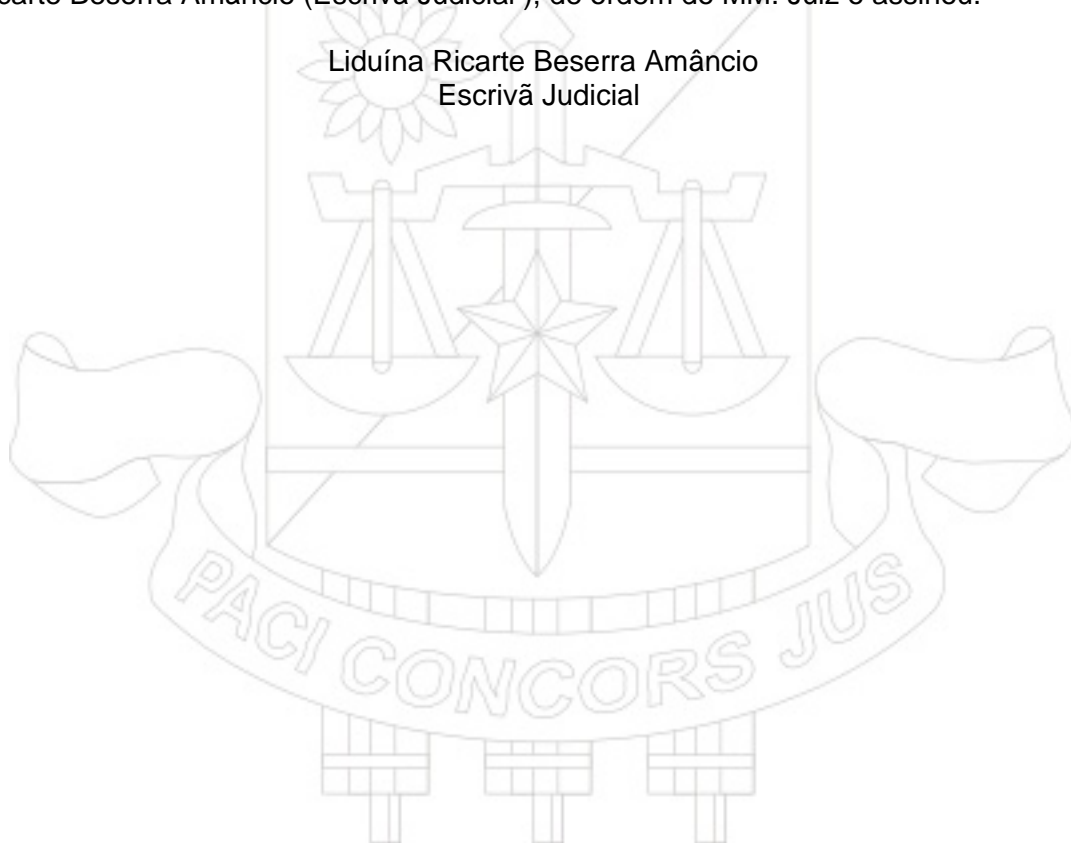 carte Beserra Amâncio (Escrivã Judicial ), de ordem do MM. Juiz o assinou.
Liduína Ricarte Beserra Amâncio
Escrivã Judicial
PACI CONCORS JUS